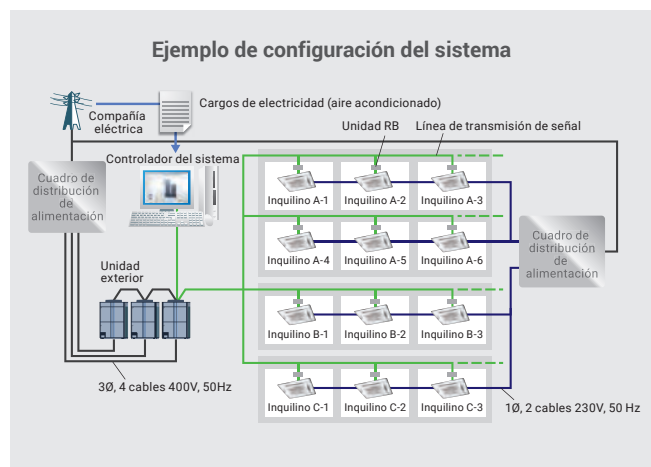 Ejemplo de configuración del sistema
Compañía
eléctrica
Cargos de electricidad (aire acondicionado)
Unidad RB
Línea de transmisión de señal
Controlador del sistema
Cuadro de
distribución
de
alimentación
Inquilino A-1
Inquilino A-2
Inquilino A-3
Inquilino A-4
Inquilino A-5
Inquilino A-6
Cuadro de
distribución
de
alimentación
Unidad
exterior
Inquilino B-1
Inquilino B-2
Inquilino B-3
3Ø, 4 cables 400V, 50Hz
Inquilino C-1
Inquilino C-2
Inquilino C-3
1Ø, 2 cables 230V, 50 Hz